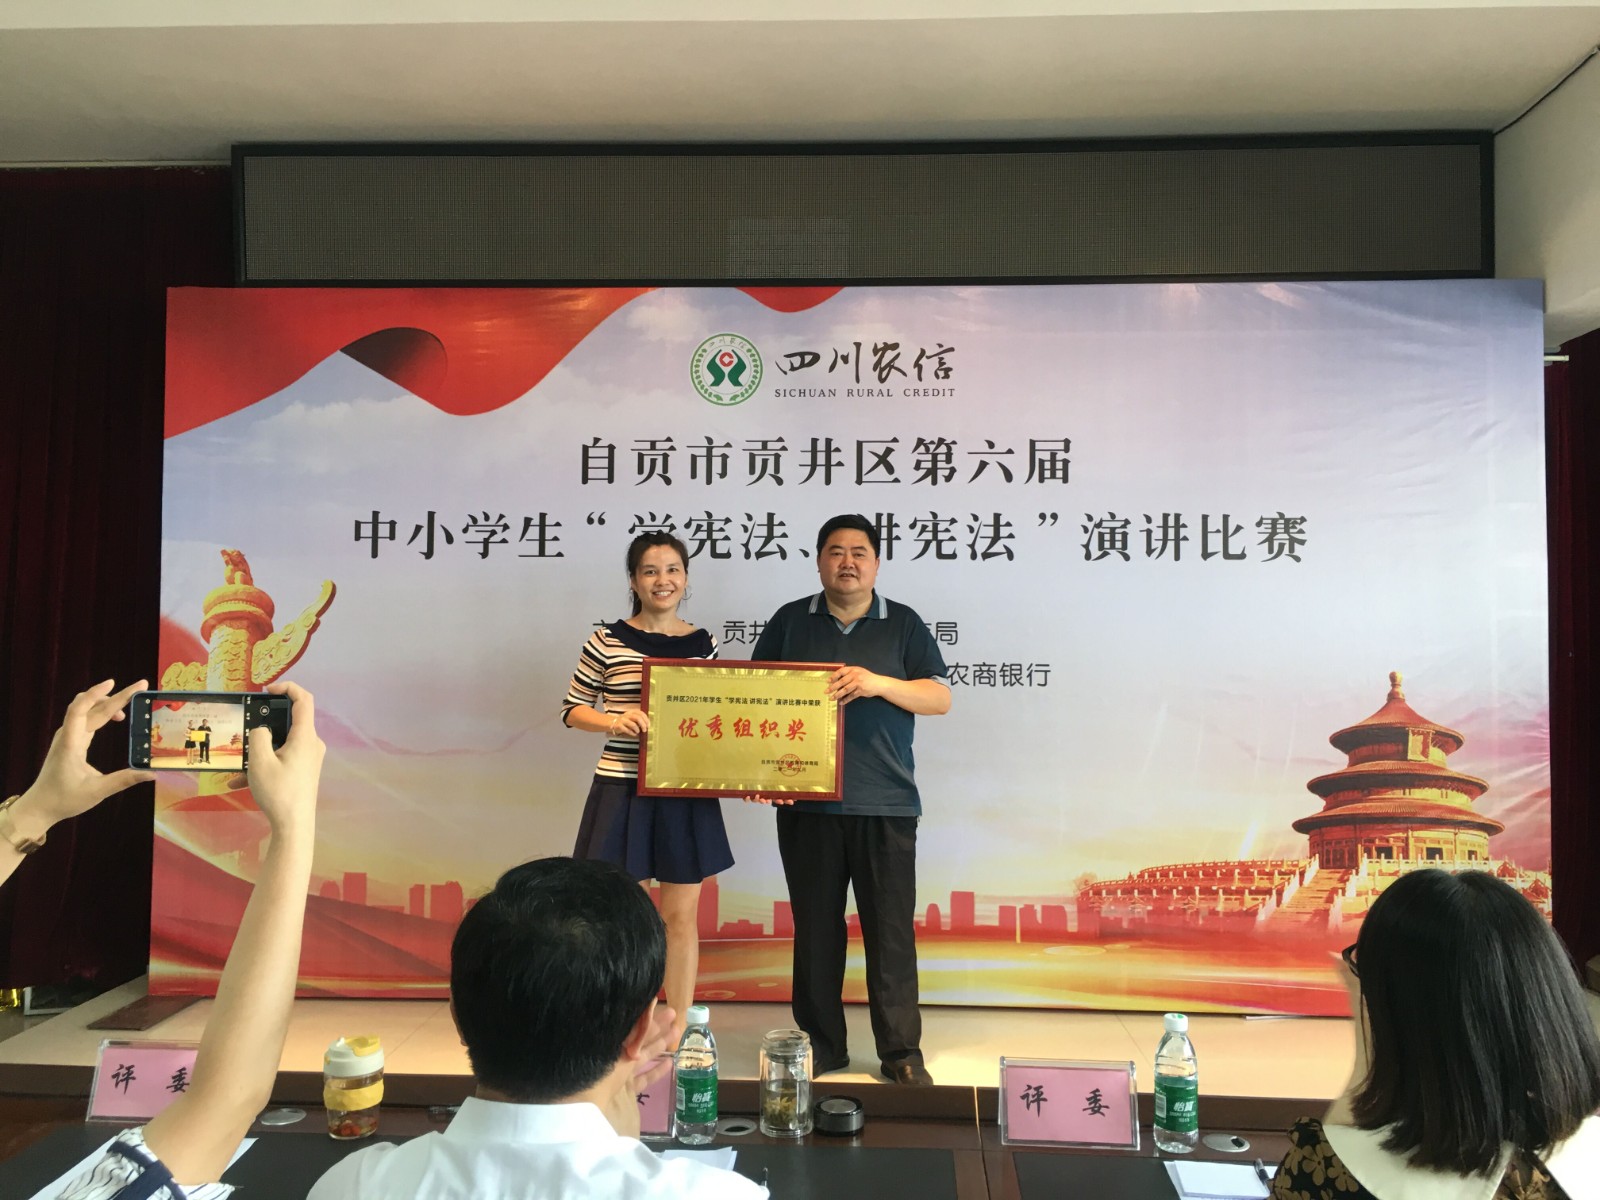 四川农信
SICHUAN RURAL CREDIT
自贡市贡井区第六届
中小学生“学宪法、讲宪法”演讲比赛
贡井
局
农商银行
贡井区2021年学生“学宪法 讲宪法”演讲比赛中荣获
优秀组织奖
评 委
评 委
怡宝
怡宝